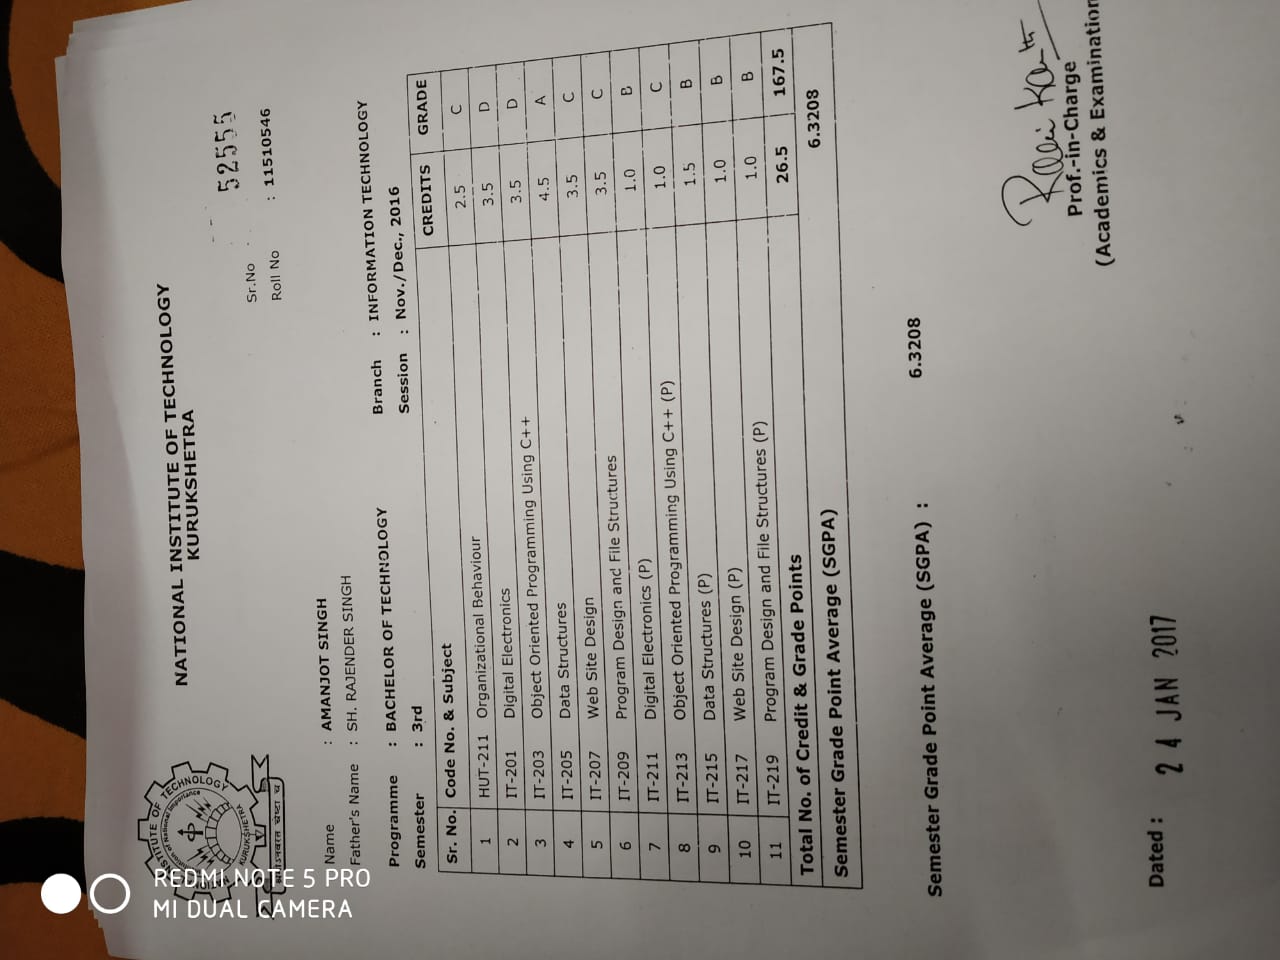 NATIONAL INSTITUTE OF TECHNOLOGY
KURUKSHETRA
Sr.No 52555
Roll No : 11510546
Name : AMANJOT SINGH
Father's Name : SH. RAJENDER SINGH
Programme : BACHELOR OF TECHNOLOGY Branch : INFORMATION TECHNOLOGY
Semester : 3rd Session : Nov./Dec., 2016
Sr. No. Code No. & Subject CREDITS GRADE
1 HUT-211 Organizational Behaviour 2.5 C
2 IT-201 Digital Electronics 3.5 D
3 IT-203 Object Oriented Programming Using C++ 3.5 D
4 IT-205 Data Structures 4.5 A
5 IT-207 Web Site Design 3.5 C
6 IT-209 Program Design and File Structures 3.5 C
7 IT-211 Digital Electronics (P) 1.0 B
8 IT-213 Object Oriented Programming Using C++ (P) 1.0 C
9 IT-215 Data Structures (P) 1.5 B
10 IT-217 Web Site Design (P) 1.0 B
11 IT-219 Program Design and File Structures (P) 1.0 B
Total No. of Credit & Grade Points 26.5 167.5
Semester Grade Point Average (SGPA) 6.3208
Semester Grade Point Average (SGPA) : 6.3208
Prof.-in-Charge
(Academics & Examination
Dated : 24 JAN 2017
REDMI NOTE 5 PRO
MI DUAL CAMERA